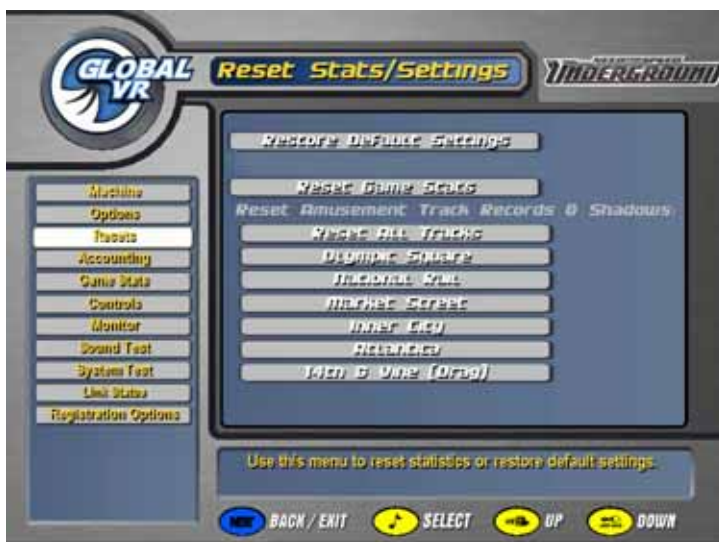 GLOBAL
VR
Reset Stats/Settings
UNDERGROUND
Restore Default Settings
Reset Game Stats
Reset Amusement Track Records & Shadows
Reset All Tracks
Olympic Square
National Rail
Market Street
Inner City
Atlantica
14th & Vine (Drag)
Machine
Options
Resets
Accounting
Game Stats
Controls
Monitor
Sound Test
System Test
Link Status
Registration Options
Use this menu to reset statistics or restore default settings.
BACK / EXIT
SELECT
UP
DOWN